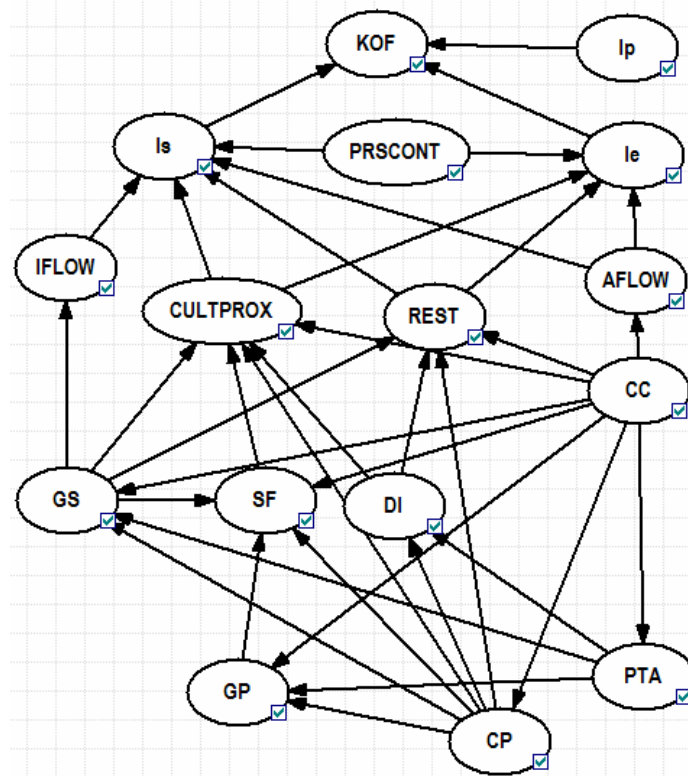 KOF
Ip
Is
PRSCONT
Ie
IFLOW
CULTPROX
REST
AFLOW
CC
GS
SF
DI
GP
PTA
CP